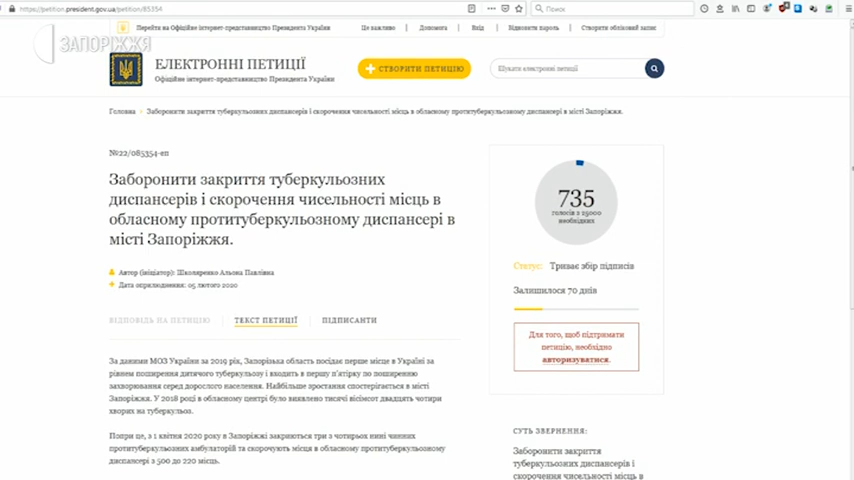 https://petition.president.gov.ua/petition/85354
Поиск
ЗАПОРІЖЖЯ
Перейти на Офіційне інтернет-представництво Президента України
Це важливо
Допомога
Вхід
Відновити пароль
Створити обліковий запис
ЕЛЕКТРОННІ ПЕТИЦІЇ
Офіційне інтернет-представництво Президента України
СТВОРИТИ ПЕТИЦІЮ
Шукати електронні петиції
Головна
Заборонити закриття туберкульозних диспансерів і скорочення чисельності місць в обласному протитуберкульозному диспансері в місті Запоріжжя.
№22/085354-еп
Заборонити закриття туберкульозних
диспансерів і скорочення чисельності місць в
обласному протитуберкульозному диспансері в
місті Запоріжжя.
Автор (ініціатор): Школяренко Альона Павлівна
Дата оприлюднення: 05 лютого 2020
ВІДПОВІДЬ НА ПЕТИЦІЮ
ТЕКСТ ПЕТИЦІЇ
ПІДПИСАНТИ
За даними МОЗ України за 2019 рік, Запорізька область посідає перше місце в Україні за
рівнем поширення дитячого туберкульозу і входить в першу п'ятірку по поширенню
захворювання серед дорослого населення. Найбільше зростання спостерігається в місті
Запоріжжя. У 2018 році в обласному центрі було виявлено тисячі вісімсот двадцять чотири
хворих на туберкульоз.
Попри це, з 1 квітня 2020 року в Запоріжжі закриються три з чотирьох нині чинних
протитуберкульозних амбулаторій та скорочують місця в обласному протитуберкульозному
диспансері з 500 до 220 місць.
735
голосів з 25000
необхідних
Статус: Триває збір підписів
Залишилося 70 днів
Для того, щоб підтримати
петицію, необхідно
авторизуватися.
СУТЬ ЗВЕРНЕННЯ:
Заборонити закриття
туберкульозних диспансерів і
скорочення чисельності місць в